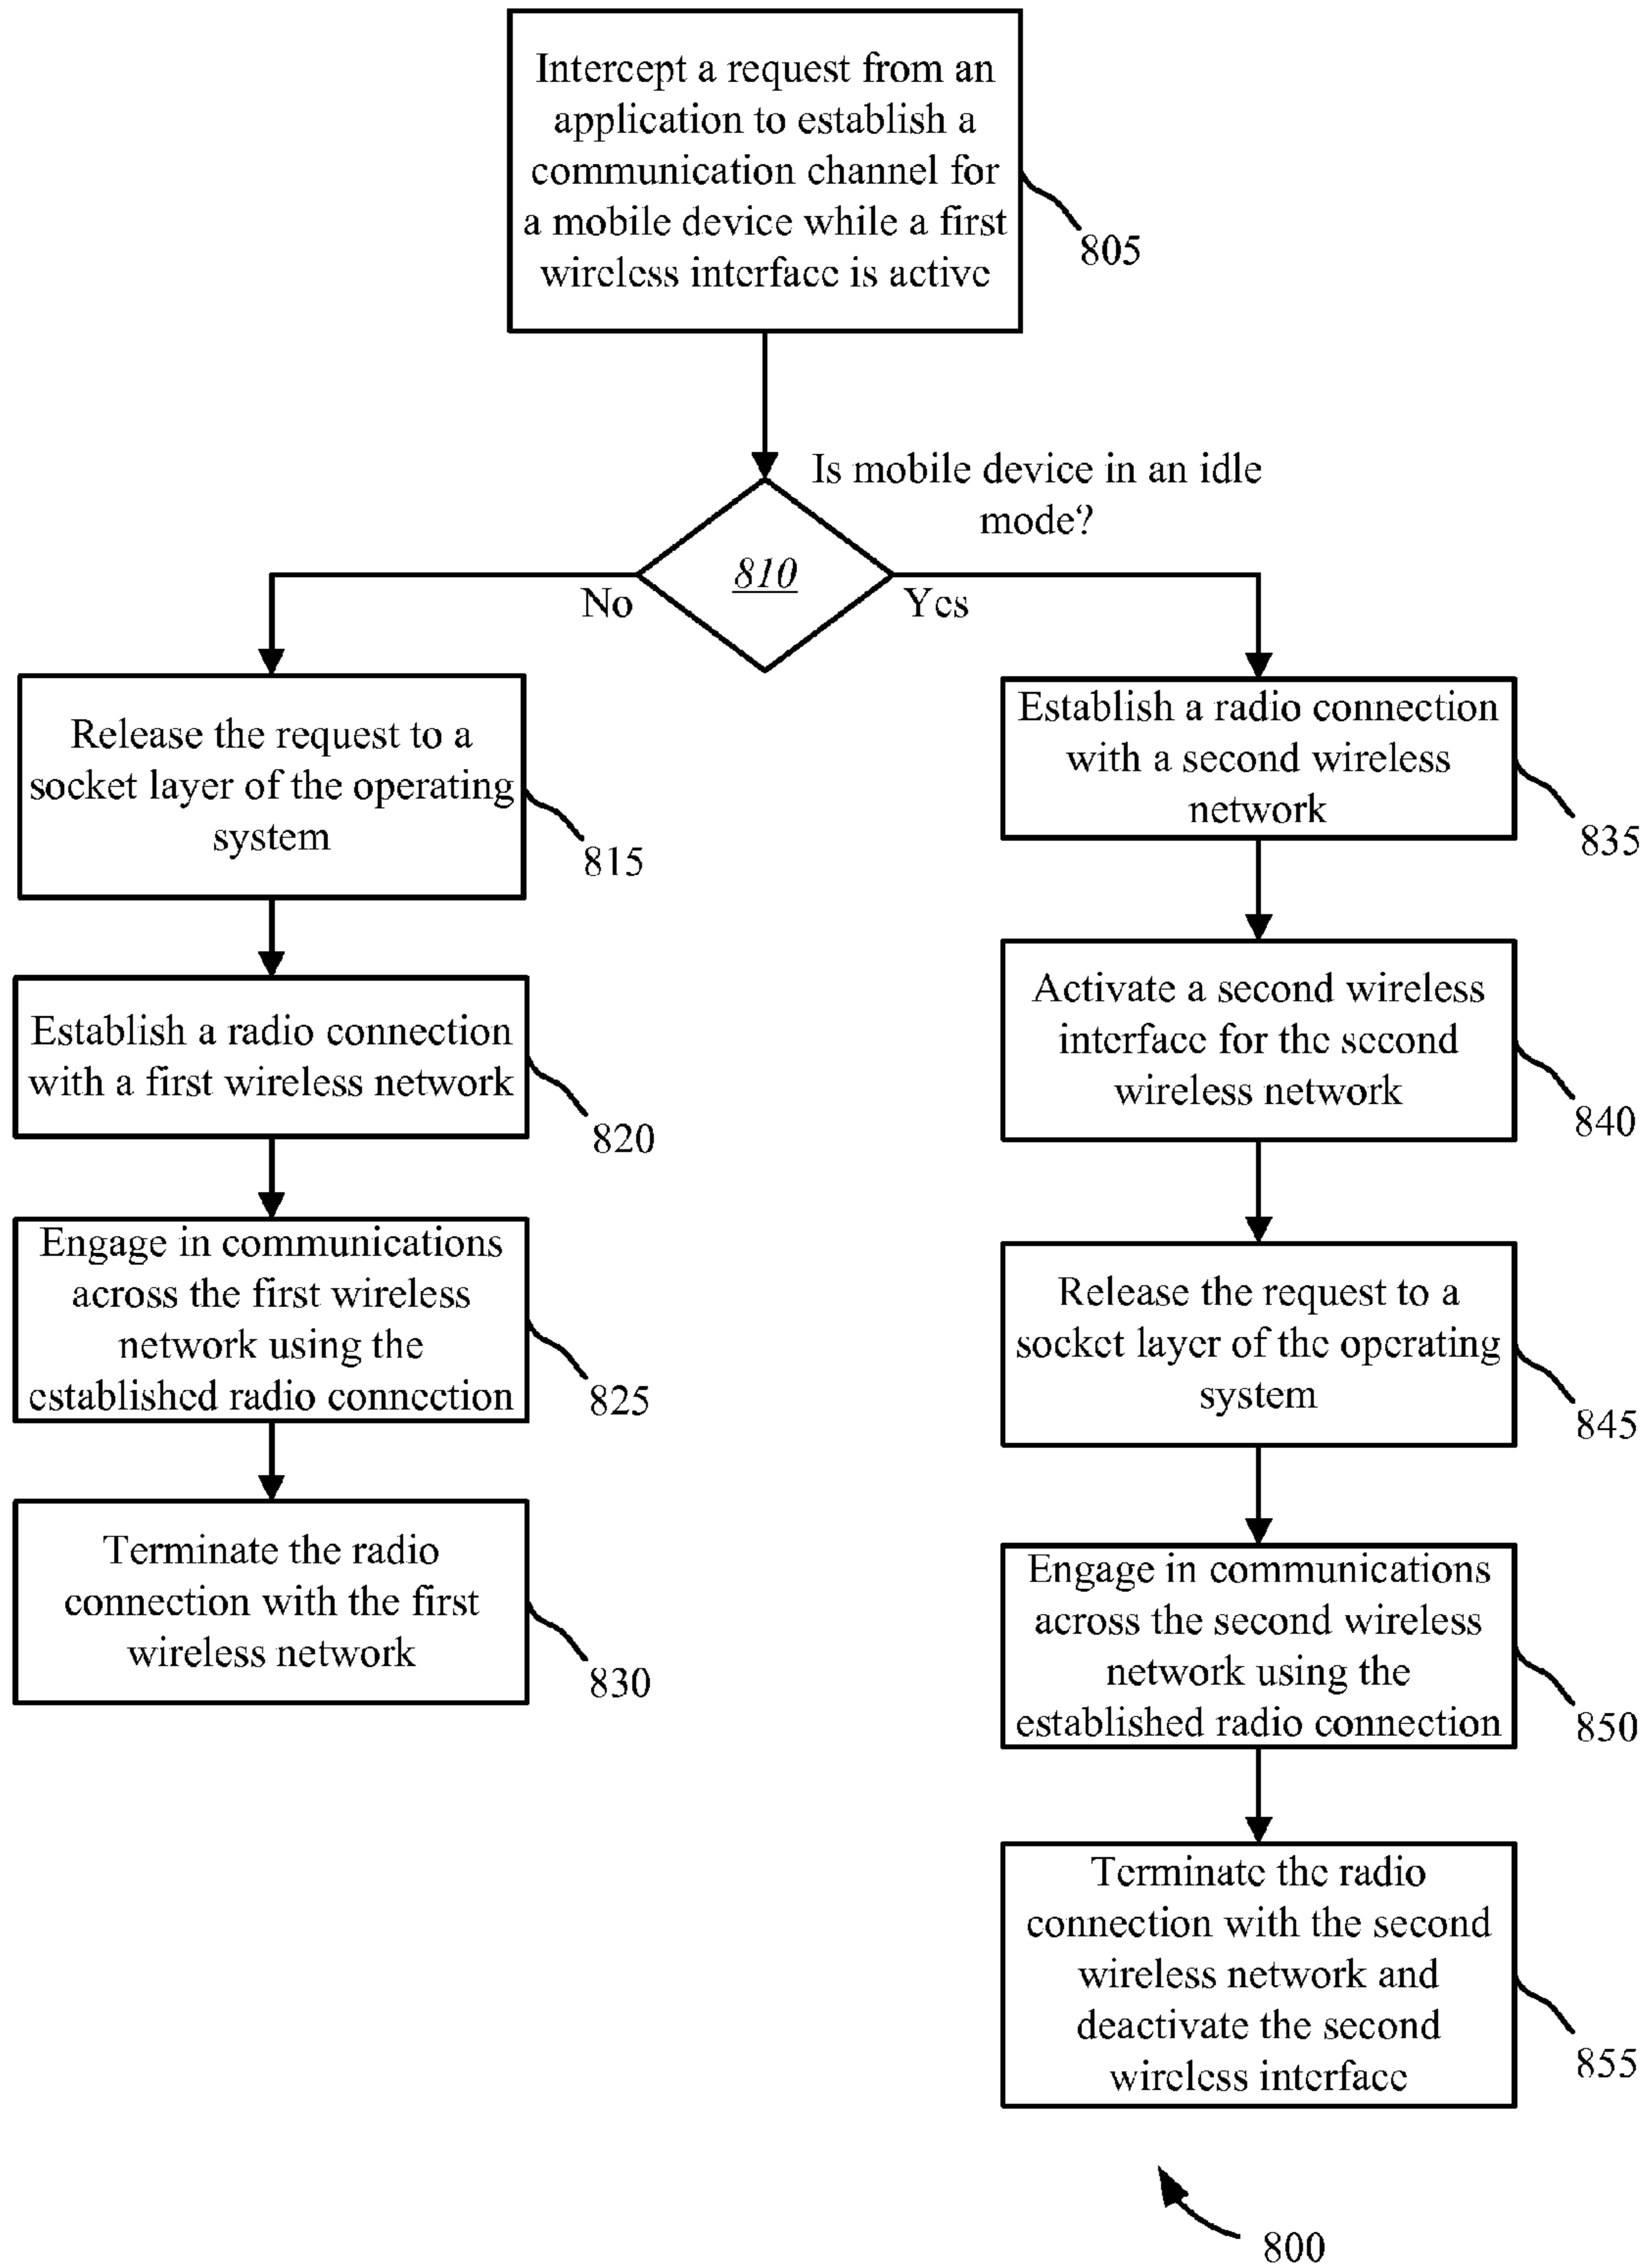 Intercept a request from an
application to establish a
communication channel for
a mobile device while a first
wireless interface is active
805
Is mobile device in an idle
mode?
810
No
Yes
Release the request to a
socket layer of the operating
system
815
Establish a radio connection
with a first wireless network
820
Engage in communications
across the first wireless
network using the
established radio connection
825
Terminate the radio
connection with the first
wireless network
830
Establish a radio connection
with a second wireless
network
835
Activate a second wireless
interface for the second
wireless network
840
Release the request to a
socket layer of the operating
system
845
Engage in communications
across the second wireless
network using the
established radio connection
850
Terminate the radio
connection with the second
wireless network and
deactivate the second
wireless interface
855
800